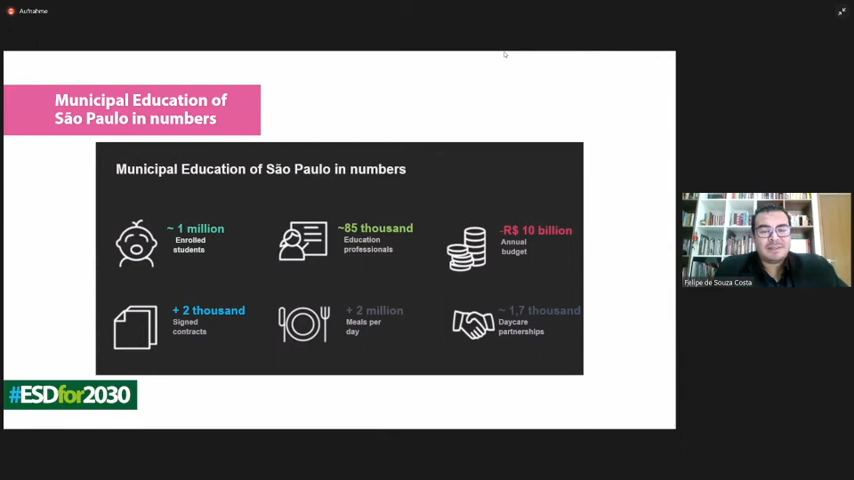 Aufnahme
Municipal Education of
São Paulo in numbers
Municipal Education of São Paulo in numbers
~ 1 million
Enrolled
students
~85 thousand
Education
professionals
-R$ 10 billion
Annual
budget
+ 2 thousand
Signed
contracts
+ 2 million
Meals per
day
~ 1,7 thousand
Daycare
partnerships
#ESDfor2030
Felipe de Souza Costa